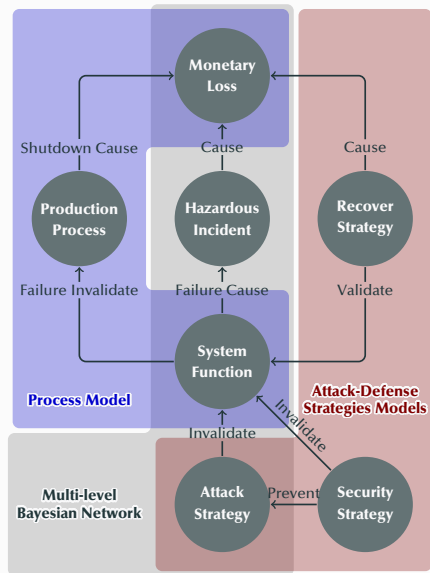 Monetary
Loss
Shutdown Cause
Cause
Cause
Production
Process
Hazardous
Incident
Recover
Strategy
Failure Invalidate
Failure Cause
Validate
System
Function
Process Model
Attack-Defense
Strategies Models
Invalidate
Invalidate
Multi-level
Bayesian Network
Attack
Strategy
Prevent
Security
Strategy